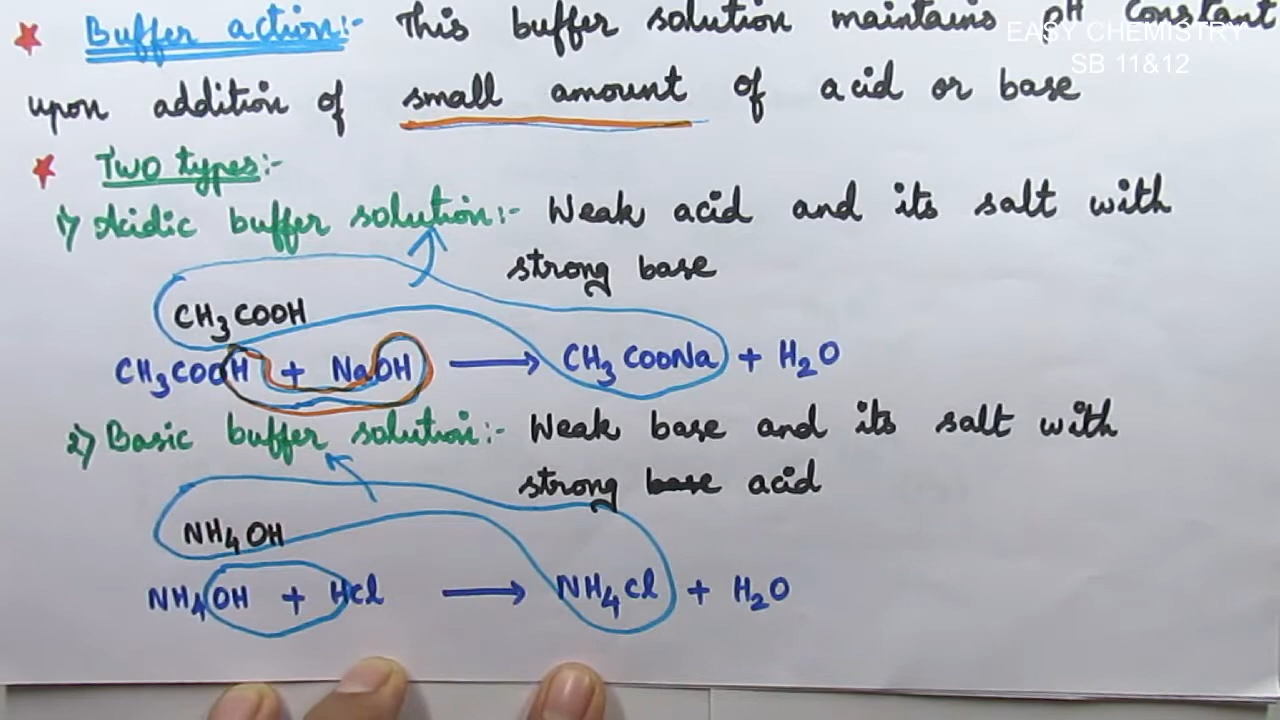 ★ Buffer action:- This buffer solution maintains pH constant
EASY CHEMISTRY
SB 11&12
upon addition of small amount of acid or base
★ Two types:-
1) Acidic buffer solution:- Weak acid and its salt with
strong base
CH₃COOH
CH₃COOH + NaOH ⟶ CH₃COONa + H₂O
2) Basic buffer solution:- Weak base and its salt with
strong base acid
NH₄OH
NH₄OH + HCl ⟶ NH₄Cl + H₂O